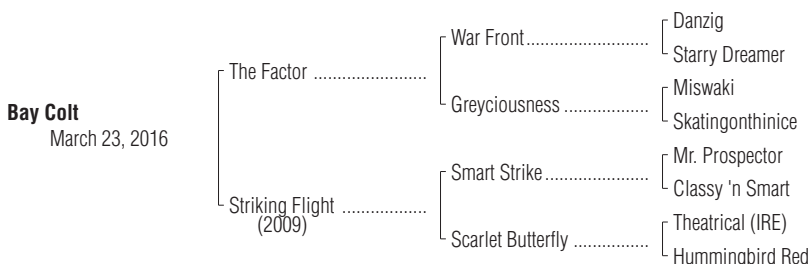 Danzig
War Front
Starry Dreamer
The Factor
Miswaki
Greyciousness
Skatingonthinice
Bay Colt
March 23, 2016
Mr. Prospector
Smart Strike
Classy 'n Smart
Striking Flight
(2009)
Theatrical (IRE)
Scarlet Butterfly
Hummingbird Red